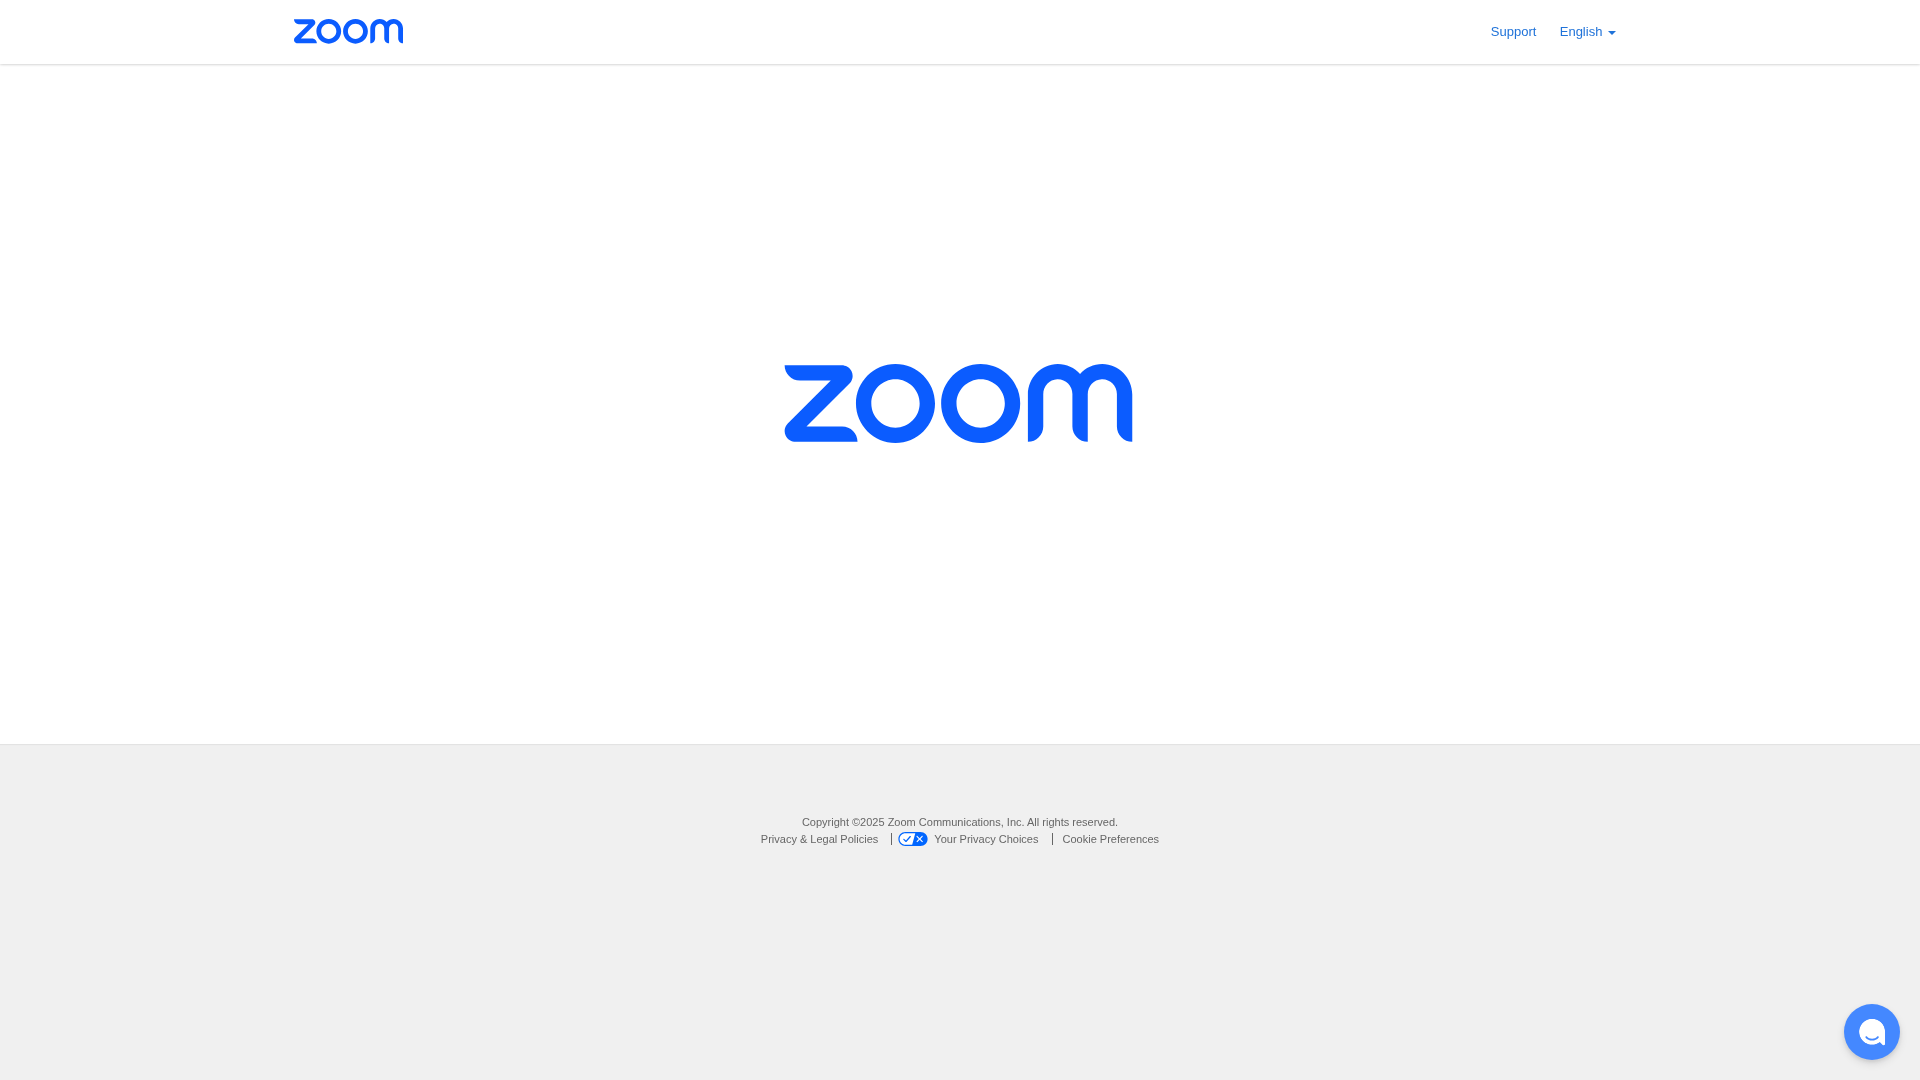 zoom
Support English
zoom
Copyright ©2025 Zoom Communications, Inc. All rights reserved.
Privacy & Legal Policies Your Privacy Choices Cookie Preferences